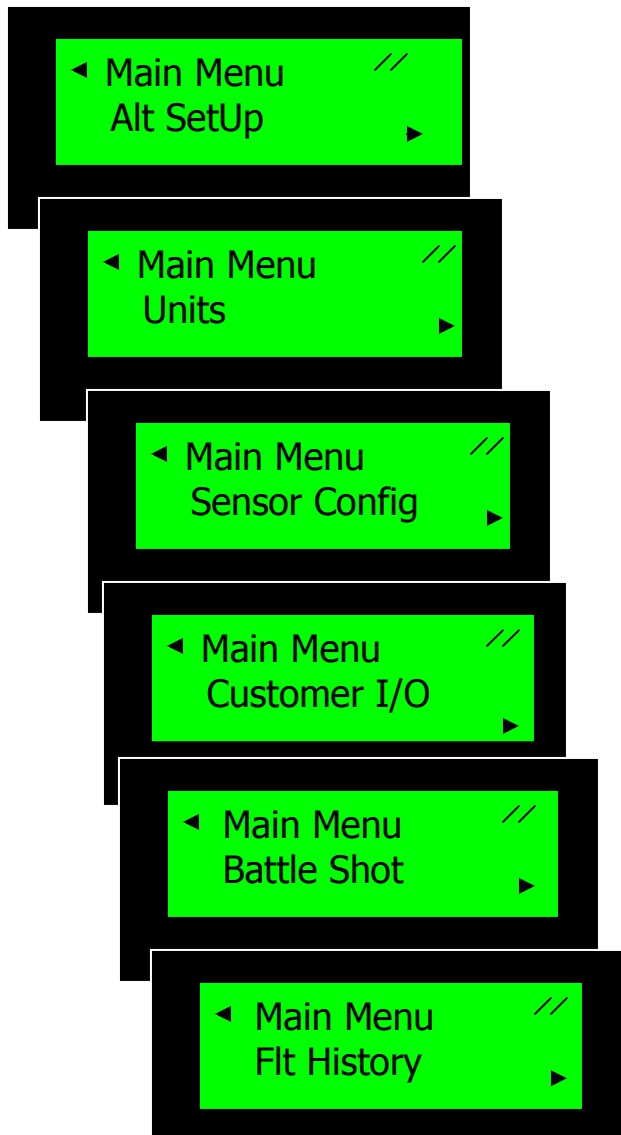 Main Menu
Alt SetUp
Main Menu
Units
Main Menu
Sensor Config
Main Menu
Customer I/O
Main Menu
Battle Shot
Main Menu
Flt History